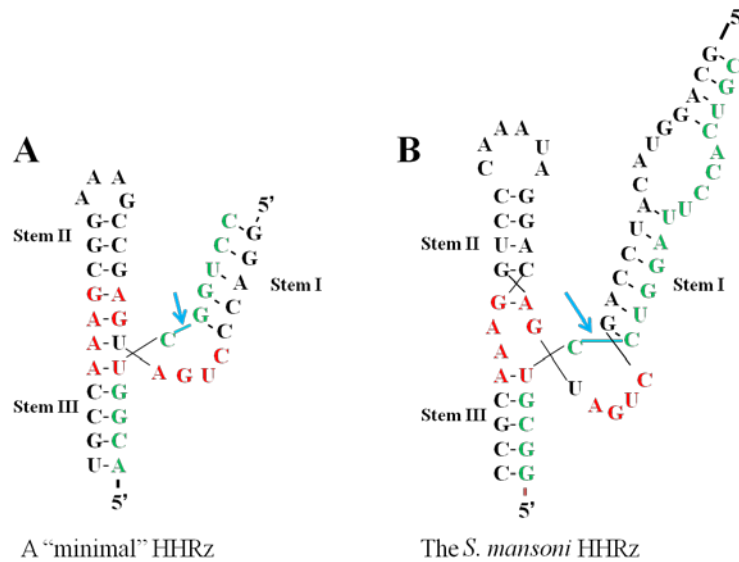 A
A A
A G
G-C
Stem II
G-C
C-G
G A
A G
A U
A-U
C-G
C-G
Stem III
G-C
U-A
5'
5'
C-G
C-G
U-A
G-C
G-C
C
A G U C
Stem I
A "minimal" HHRz
B
A A A U
C A
C-G
C-G
Stem II
U-A
G-C
G A
A G
A U
A-U
C-G
Stem III
G-C
C-G
C-G
5'
5'
G-C
C-G
A-U
G-C
G A
U C
A C
C U
A-U
U-A
C-G
C-G
A-U
G-C
C
A G U C
Stem I
The S. mansoni HHRz